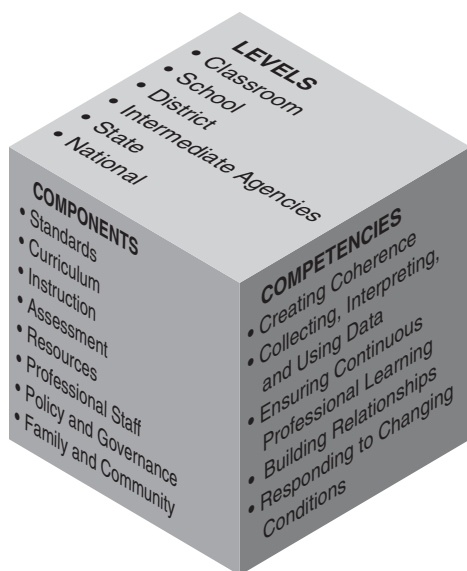 LEVELS
• Classroom
• School
• District
• Intermediate Agencies
• State
• National
COMPONENTS
• Standards
• Curriculum
• Instruction
• Assessment
• Resources
• Professional Staff
• Policy and Governance
• Family and Community
COMPETENCIES
• Creating Coherence
• Collecting, Interpreting,
and Using Data
• Ensuring Continuous
Professional Learning
• Building Relationships
• Responding to Changing
Conditions